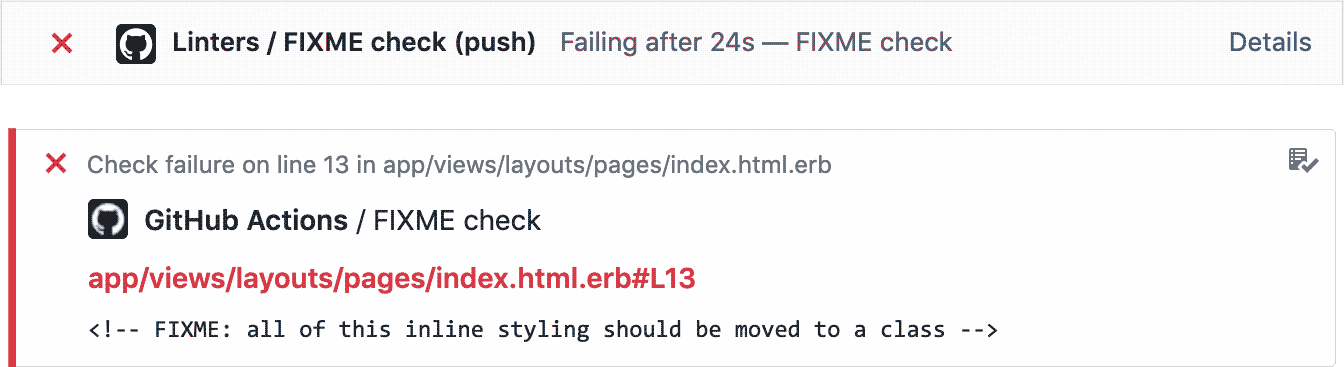 Linters / FIXME check (push) Failing after 24s — FIXME check Details
Check failure on line 13 in app/views/layouts/pages/index.html.erb
GitHub Actions / FIXME check
app/views/layouts/pages/index.html.erb#L13
<!-- FIXME: all of this inline styling should be moved to a class -->